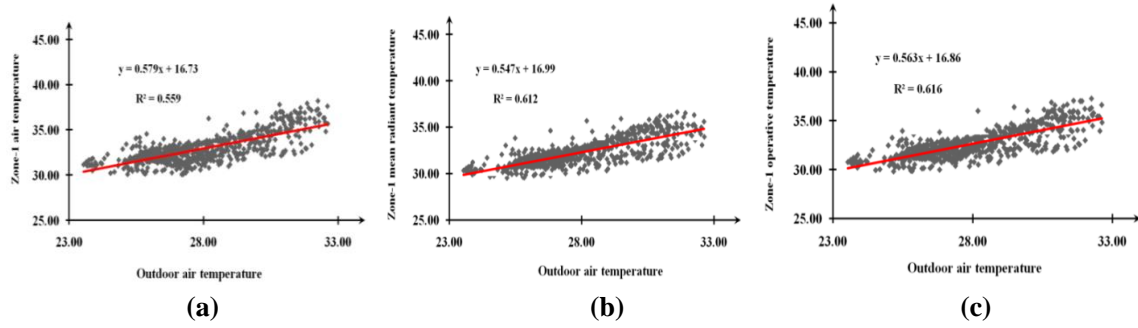 Zone-1 air temperature
45.00
40.00
35.00
30.00
25.00
y = 0.579x + 16.73
R² = 0.559
23.00 28.00 33.00
Outdoor air temperature
(a)
Zone-1 mean radiant temperature
45.00
40.00
35.00
30.00
25.00
y = 0.547x + 16.99
R² = 0.612
23.00 28.00 33.00
Outdoor air temperature
(b)
Zone-1 operative temperature
45.00
40.00
35.00
30.00
25.00
y = 0.563x + 16.86
R² = 0.616
23.00 28.00 33.00
Outdoor air temperature
(c)